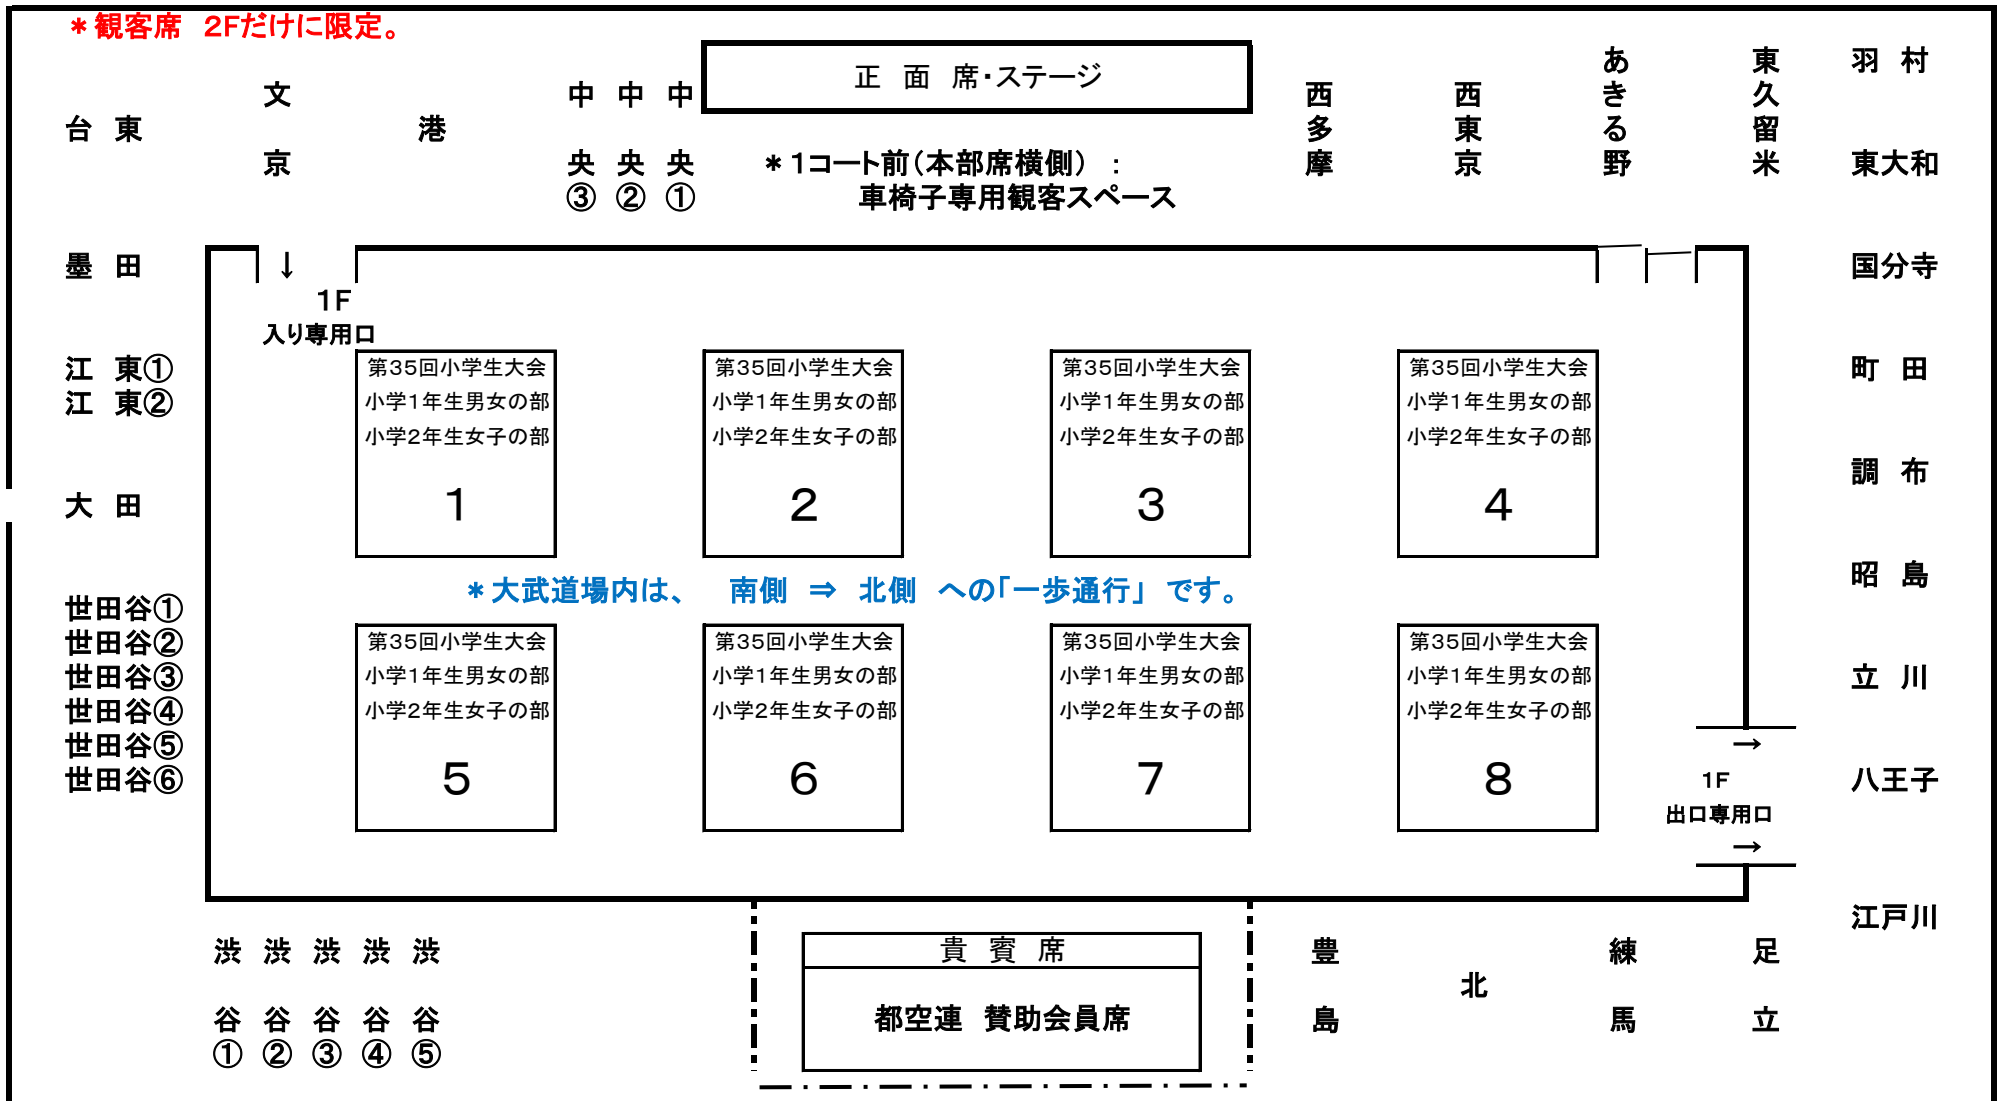 ＊観客席　2Fだけに限定。
正　面　席・ステージ
台　東
文京
港
中央③
中央②
中央①
西多摩
西東京
あきる野
東久留米
羽　村
東大和
＊1コート前（本部席横側）：
車椅子専用観客スペース
墨　田
↓
1F
入り専用口
国分寺
江　東①
江　東②
大　田
世田谷①
世田谷②
世田谷③
世田谷④
世田谷⑤
世田谷⑥
第35回小学生大会
小学1年生男女の部
小学2年生女子の部
1
第35回小学生大会
小学1年生男女の部
小学2年生女子の部
2
第35回小学生大会
小学1年生男女の部
小学2年生女子の部
3
第35回小学生大会
小学1年生男女の部
小学2年生女子の部
4
＊大武道場内は、　南側　⇒　北側　への「一歩通行」です。
第35回小学生大会
小学1年生男女の部
小学2年生女子の部
5
第35回小学生大会
小学1年生男女の部
小学2年生女子の部
6
第35回小学生大会
小学1年生男女の部
小学2年生女子の部
7
第35回小学生大会
小学1年生男女の部
小学2年生女子の部
8
町　田
調　布
昭　島
立　川
八王子
江戸川
→
1F
出口専用口
→
渋谷①
渋谷②
渋谷③
渋谷④
渋谷⑤
貴　賓　席
都空連　賛助会員席
豊島
北
練馬
足立